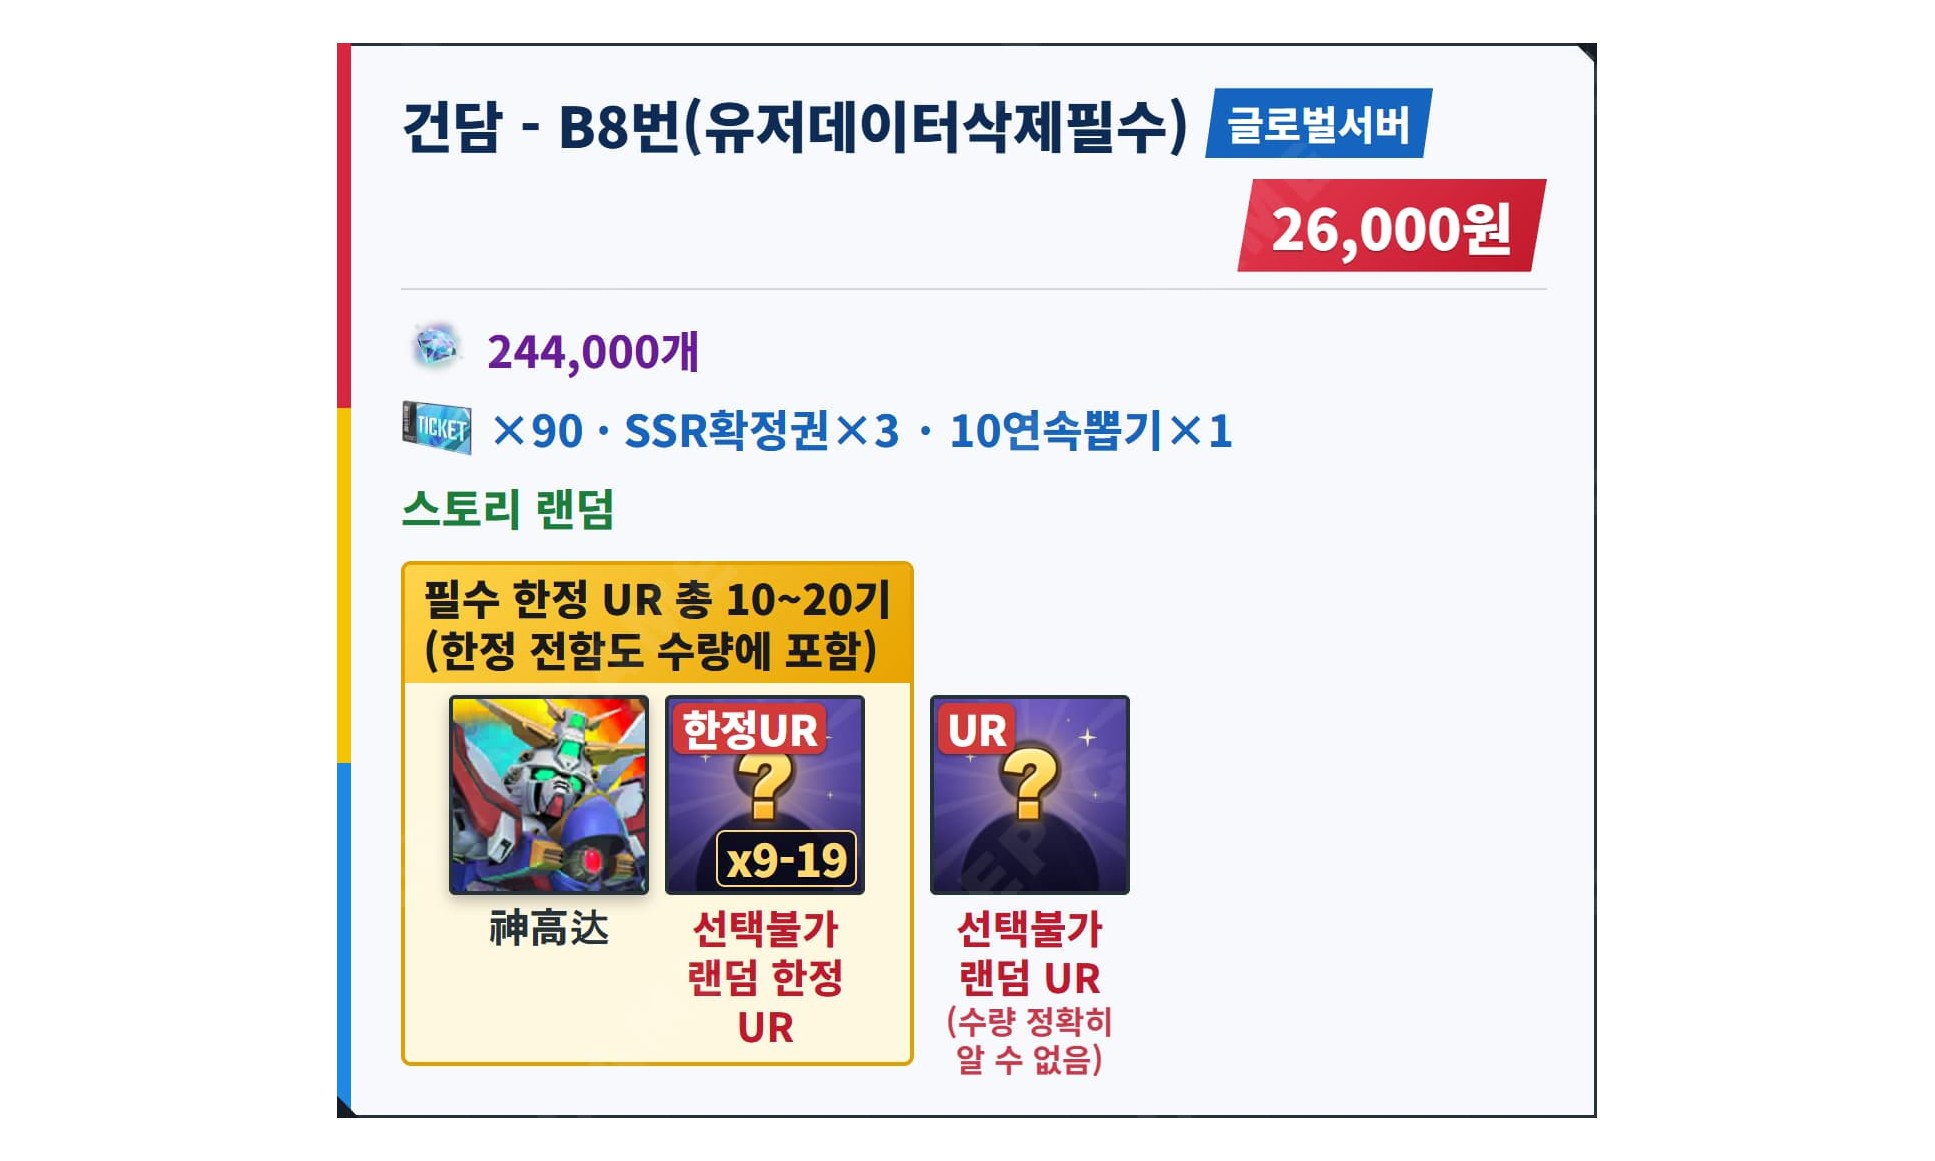 건담 - B8번(유저데이터삭제필수) 글로벌서버
26,000원
244,000개
TICKET ×90 · SSR확정권×3 · 10연속뽑기×1
스토리 랜덤
필수 한정 UR 총 10~20기
(한정 전함도 수량에 포함)
한정UR
x9-19
UR
神高达
선택불가
랜덤 한정
UR
선택불가
랜덤 UR
(수량 정확히
알 수 없음)